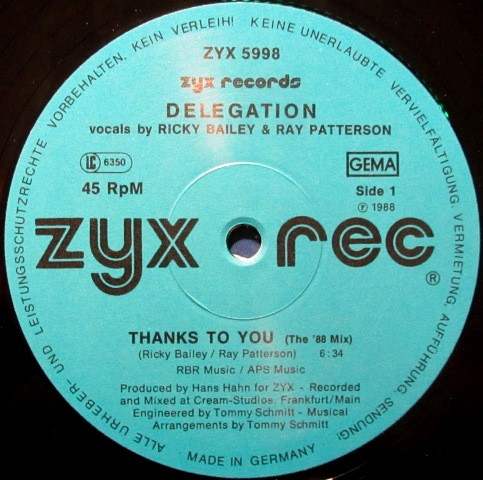 ALLE URHEBER- UND LEISTUNGSSCHUTZRECHTE VORBEHALTEN. KEIN VERLEIH! KEINE UNERLAUBTE VERVIELFÄLTIGUNG, VERMIETUNG, AUFFÜHRUNG, SENDUNG!
ZYX 5998
zyx records
DELEGATION
vocals by RICKY BAILEY & RAY PATTERSON
LC 6350
GEMA
45 RpM
Side 1
℗ 1988
zyx rec ®
THANKS TO YOU (The '88 Mix)
(Ricky Bailey / Ray Patterson) 6:34
RBR Music / APS Music
Produced by Hans Hahn for ZYX - Recorded
and Mixed at Cream-Studios, Frankfurt/Main
Engineered by Tommy Schmitt - Musical
Arrangements by Tommy Schmitt
MADE IN GERMANY